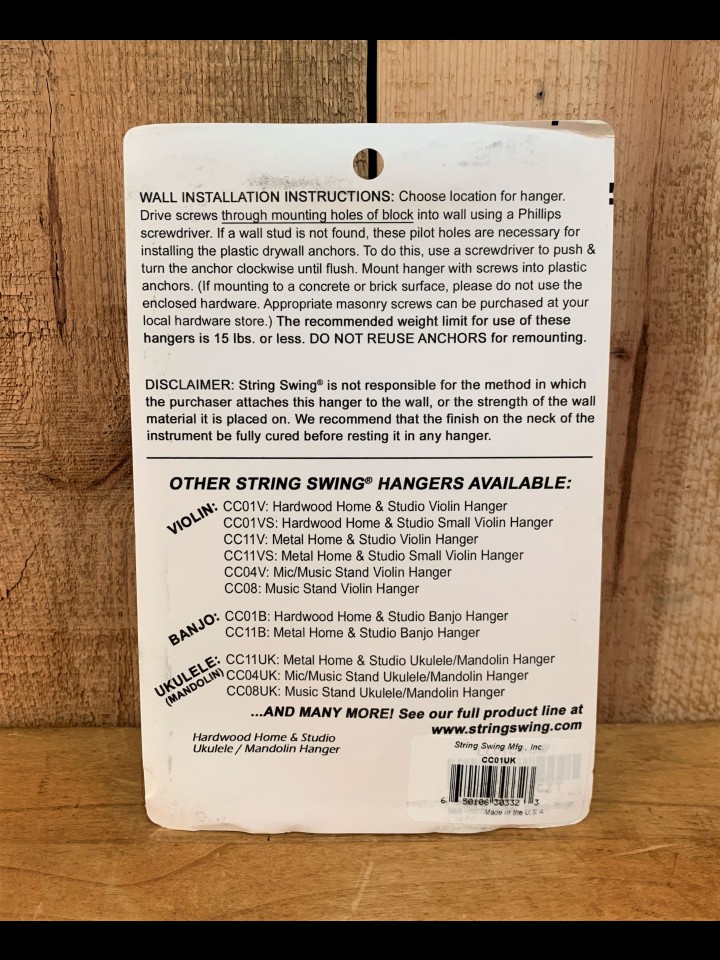 WALL INSTALLATION INSTRUCTIONS: Choose location for hanger.
Drive screws through mounting holes of block into wall using a Phillips
screwdriver. If a wall stud is not found, these pilot holes are necessary for
installing the plastic drywall anchors. To do this, use a screwdriver to push &
turn the anchor clockwise until flush. Mount hanger with screws into plastic
anchors. (If mounting to a concrete or brick surface, please do not use the
enclosed hardware. Appropriate masonry screws can be purchased at your
local hardware store.) The recommended weight limit for use of these
hangers is 15 lbs. or less. DO NOT REUSE ANCHORS for remounting.
DISCLAIMER: String Swing® is not responsible for the method in which
the purchaser attaches this hanger to the wall, or the strength of the wall
material it is placed on. We recommend that the finish on the neck of the
instrument be fully cured before resting it in any hanger.
OTHER STRING SWING® HANGERS AVAILABLE:
VIOLIN: CC01V: Hardwood Home & Studio Violin Hanger
CC01VS: Hardwood Home & Studio Small Violin Hanger
CC11V: Metal Home & Studio Violin Hanger
CC11VS: Metal Home & Studio Small Violin Hanger
CC04V: Mic/Music Stand Violin Hanger
CC08: Music Stand Violin Hanger
BANJO: CC01B: Hardwood Home & Studio Banjo Hanger
CC11B: Metal Home & Studio Banjo Hanger
UKULELE: CC11UK: Metal Home & Studio Ukulele/Mandolin Hanger
(MANDOLIN) CC04UK: Mic/Music Stand Ukulele/Mandolin Hanger
CC08UK: Music Stand Ukulele/Mandolin Hanger
...AND MANY MORE! See our full product line at
www.stringswing.com
Hardwood Home & Studio
Ukulele / Mandolin Hanger
String Swing Mfg., Inc.
CC01UK
6 50106 30332 3
Made in the U.S.A.